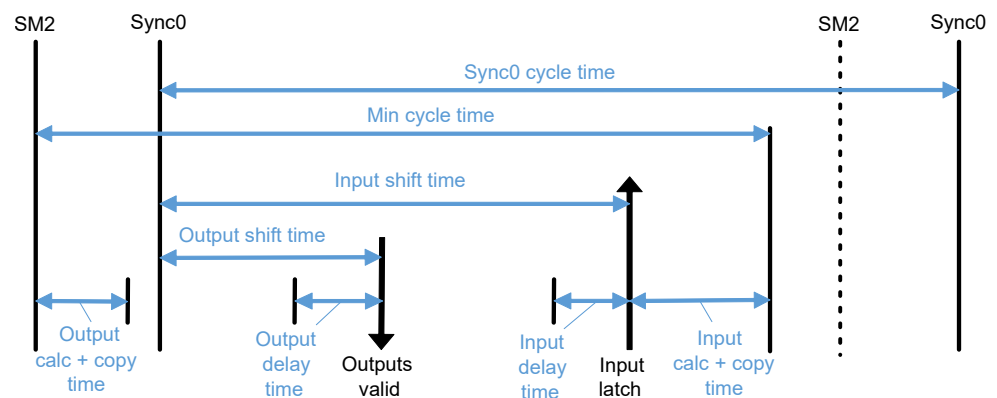 SM2
Sync0
SM2
Sync0
Sync0 cycle time
Min cycle time
Input shift time
Output shift time
Output
calc + copy
time
Output
delay
time
Outputs
valid
Input
delay
time
Input
latch
Input
calc + copy
time